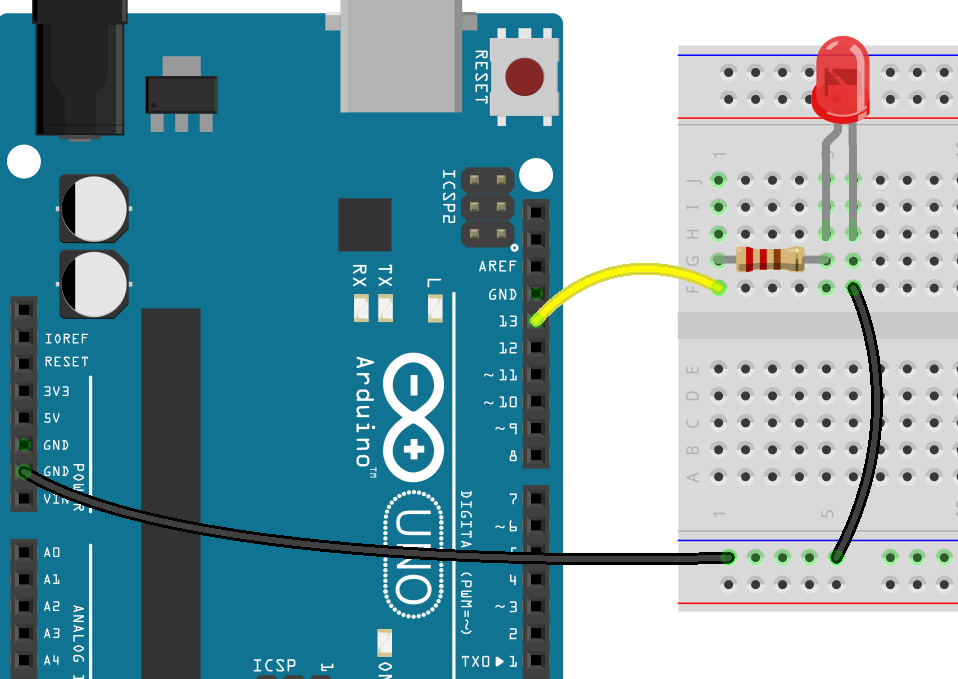 RESET
ICSP2
AREF
GND
13
12
~11
~10
~9
8
RX
TX
L
IOREF
RESET
3V3
5V
GND
GND
VIN
POWER
Arduino™
UNO
7
~6
5
4
~3
2
TX0▶1
DIGITAL (PWM=~)
A0
A1
A2
A3
A4
ANALOG I
ICSP
1
ON
1
5
J
I
H
G
F
E
D
C
B
A
1
5
10